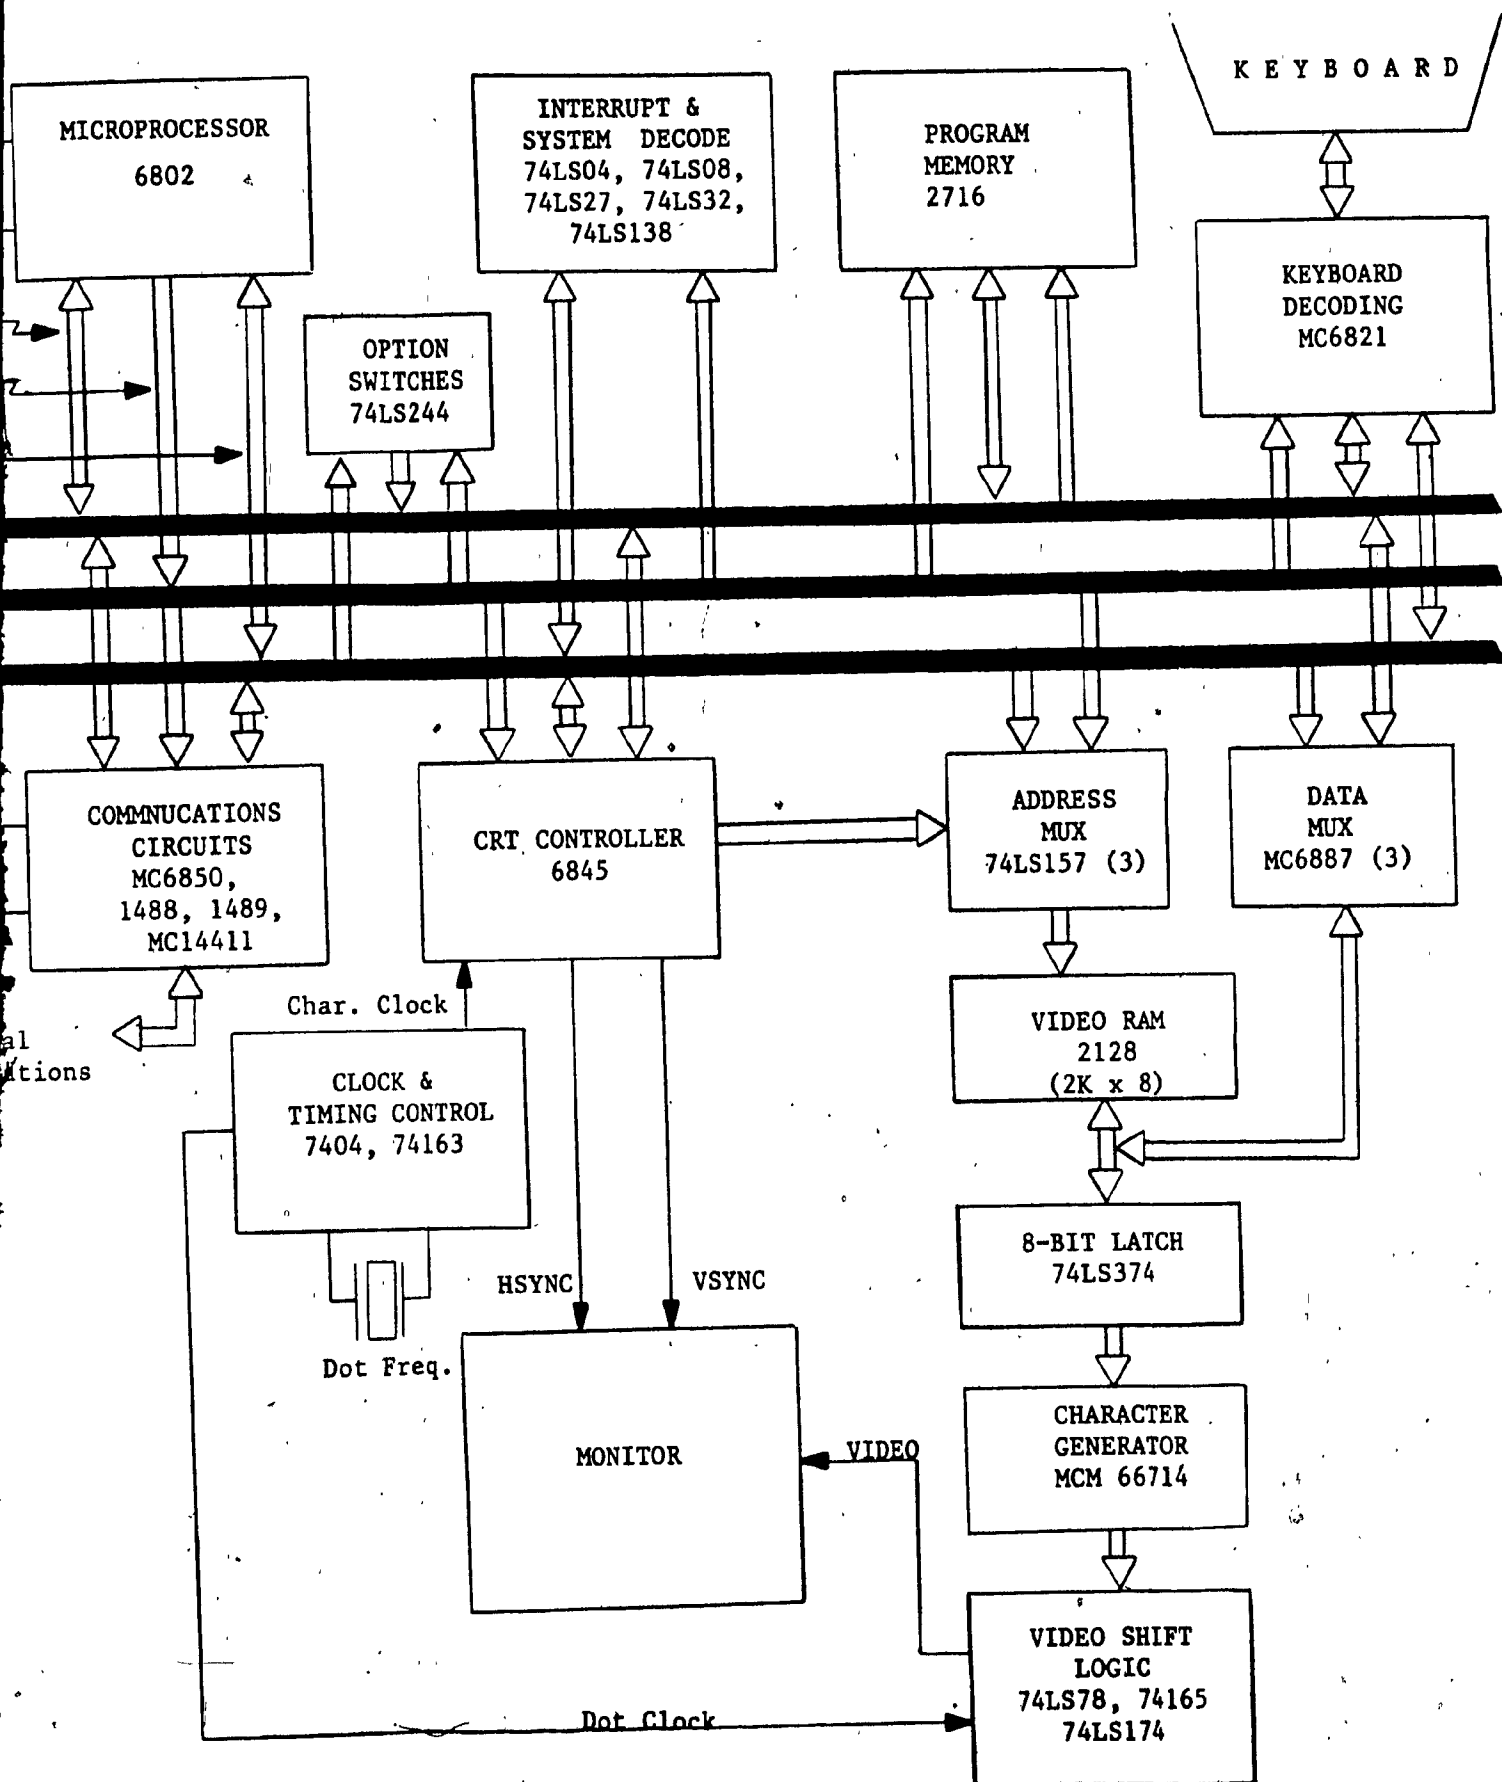 K E Y B O A R D
MICROPROCESSOR
6802
INTERRUPT &
SYSTEM DECODE
74LS04, 74LS08,
74LS27, 74LS32,
74LS138
PROGRAM
MEMORY
2716
KEYBOARD
DECODING
MC6821
OPTION
SWITCHES
74LS244
COMMNUCATIONS
CIRCUITS
MC6850,
1488, 1489,
MC14411
CRT CONTROLLER
6845
ADDRESS
MUX
74LS157 (3)
DATA
MUX
MC6887 (3)
al
ations
Char. Clock
CLOCK &
TIMING CONTROL
7404, 74163
VIDEO RAM
2128
(2K x 8)
8-BIT LATCH
74LS374
HSYNC
VSYNC
Dot Freq.
MONITOR
VIDEO
CHARACTER
GENERATOR
MCM 66714
VIDEO SHIFT
LOGIC
74LS78, 74165
74LS174
Dot Clock